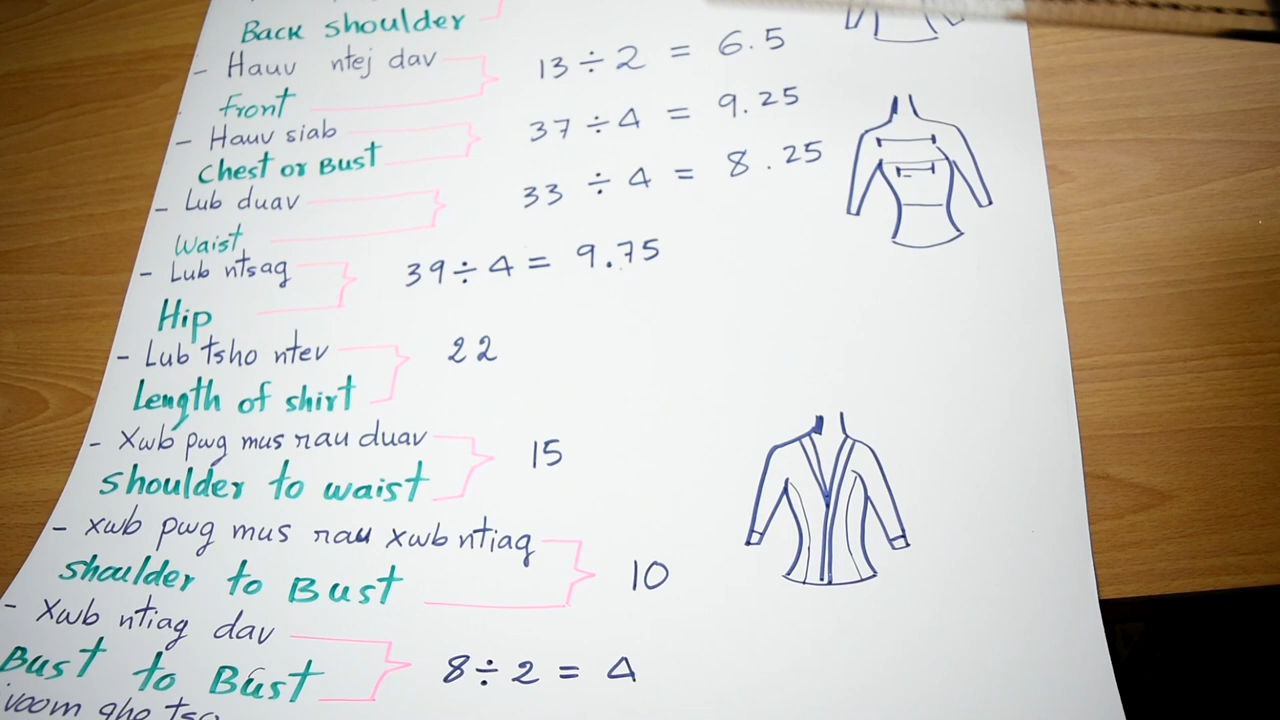 Back shoulder
- Hauv ntej dav 13 ÷ 2 = 6.5
front
- Hauv siab 37 ÷ 4 = 9.25
Chest or Bust
- Lub duav 33 ÷ 4 = 8.25
Waist
- Lub ntsag 39 ÷ 4 = 9.75
Hip
- Lub tsho ntev 22
Length of shirt
- Xwb pwg mus rau duav 15
shoulder to waist
- xwb pwg mus rau xwb ntiag 10
shoulder to Bust
- Xwb ntiag dav
Bust to Bust 8 ÷ 2 = 4